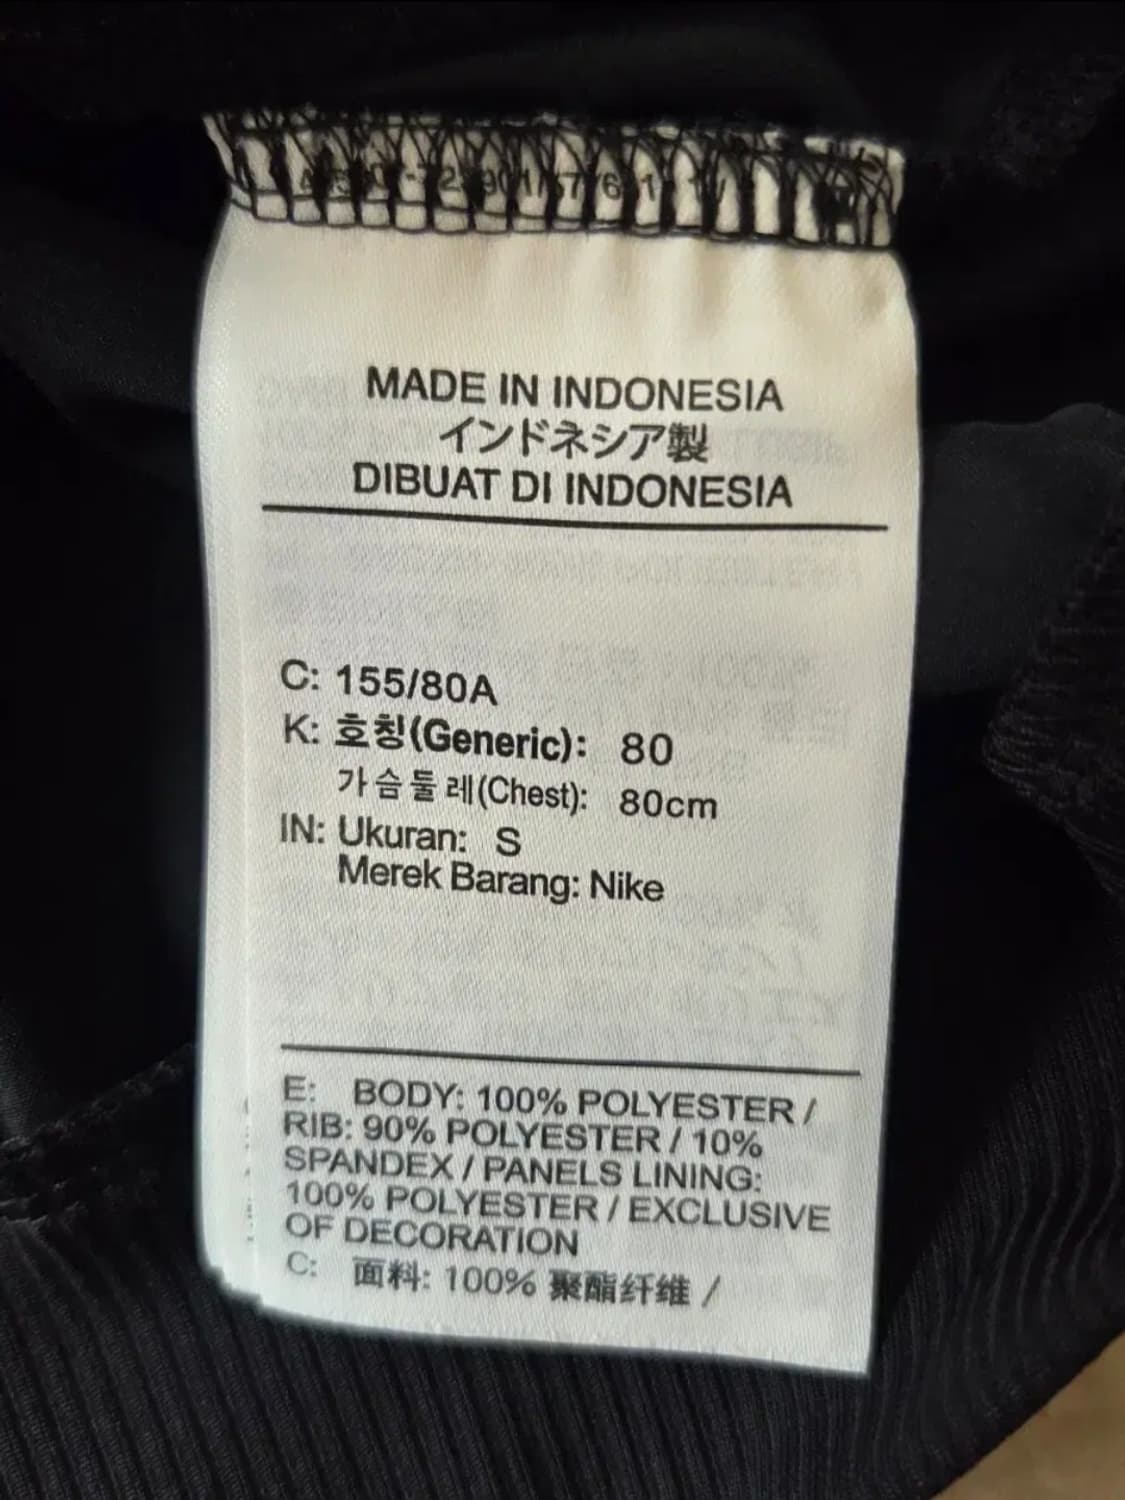 MADE IN INDONESIA
インドネシア製
DIBUAT DI INDONESIA
C: 155/80A
K: 호칭(Generic): 80
가슴둘레(Chest): 80cm
IN: Ukuran: S
Merek Barang: Nike
E: BODY: 100% POLYESTER /
RIB: 90% POLYESTER / 10%
SPANDEX / PANELS LINING:
100% POLYESTER / EXCLUSIVE
OF DECORATION
C: 面料: 100% 聚酯纤维 /